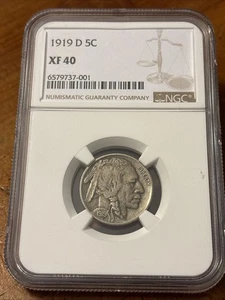 1919 D 5C
XF 40
6579737-001
NUMISMATIC GUARANTY COMPANY
NGC
LIBERTY